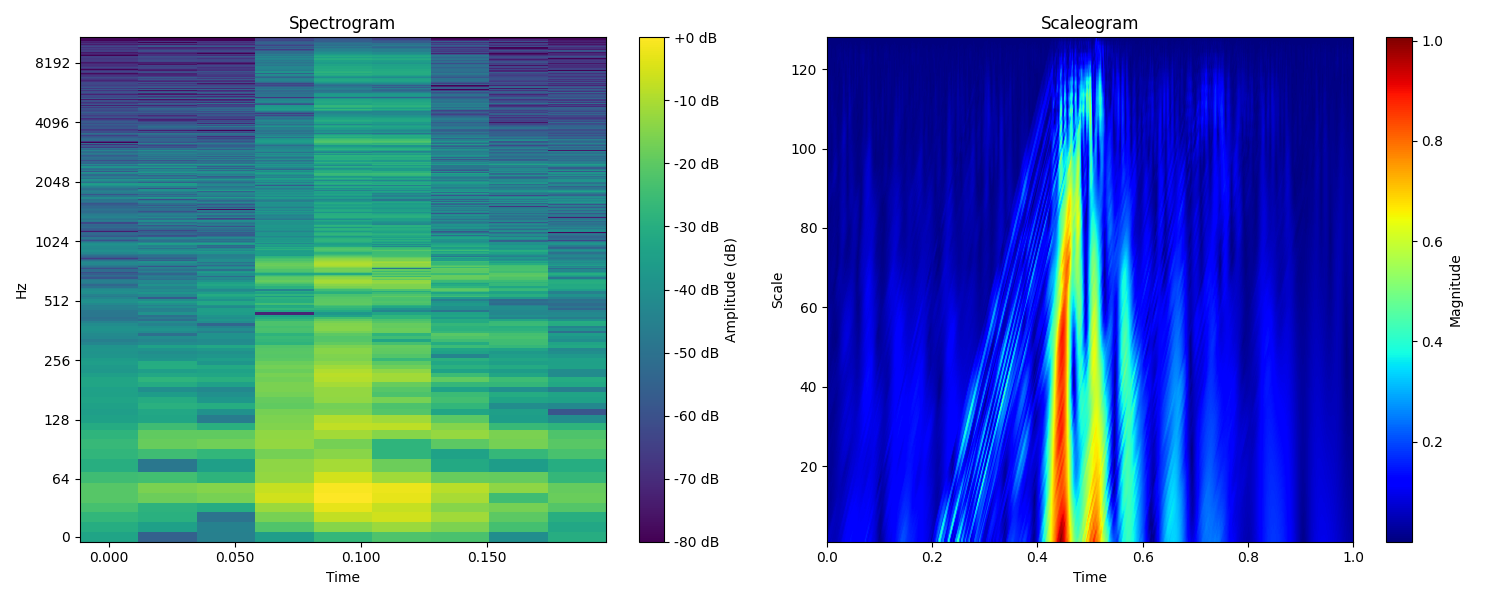 Spectrogram
Hz
8192
4096
2048
1024
512
256
128
64
0
0.000 0.050 0.100 0.150
Time
+0 dB
-10 dB
-20 dB
-30 dB
-40 dB
-50 dB
-60 dB
-70 dB
-80 dB
Amplitude (dB)
Scaleogram
Scale
120
100
80
60
40
20
0.0 0.2 0.4 0.6 0.8 1.0
Time
1.0
0.8
0.6
0.4
0.2
Magnitude